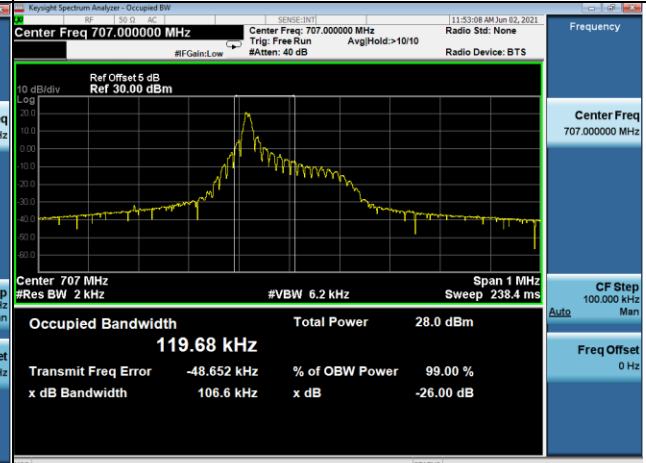 Keysight Spectrum Analyzer - Occupied BW
RF 50 Ω AC SENSE:INT 11:53:08 AM Jun 02, 2021
Center Freq 707.000000 MHz
Center Freq: 707.000000 MHz
Radio Std: None
Trig: Free Run Avg|Hold:>10/10
#IFGain:Low #Atten: 40 dB Radio Device: BTS
Frequency
Ref Offset 5 dB
10 dB/div Ref 30.00 dBm
Log
20.0
10.0
0.00
-10.0
-20.0
-30.0
-40.0
-50.0
-60.0
Center 707 MHz Span 1 MHz
#Res BW 2 kHz #VBW 6.2 kHz Sweep 238.4 ms
Occupied Bandwidth Total Power 28.0 dBm
119.68 kHz
Transmit Freq Error -48.652 kHz % of OBW Power 99.00 %
x dB Bandwidth 106.6 kHz x dB -26.00 dB
Center Freq
707.000000 MHz
CF Step
100.000 kHz
Auto Man
Freq Offset
0 Hz